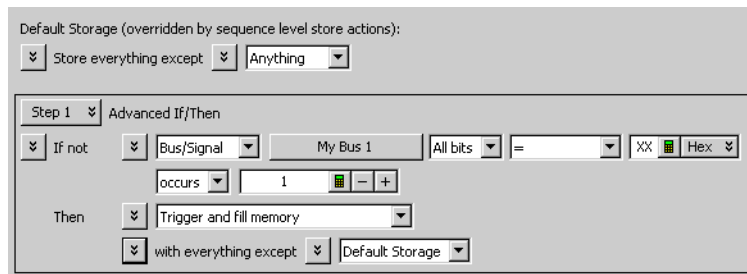 Default Storage (overridden by sequence level store actions):
Store everything except Anything
Step 1 Advanced If/Then
If not Bus/Signal My Bus 1 All bits = XX Hex
occurs 1 − +
Then Trigger and fill memory
with everything except Default Storage